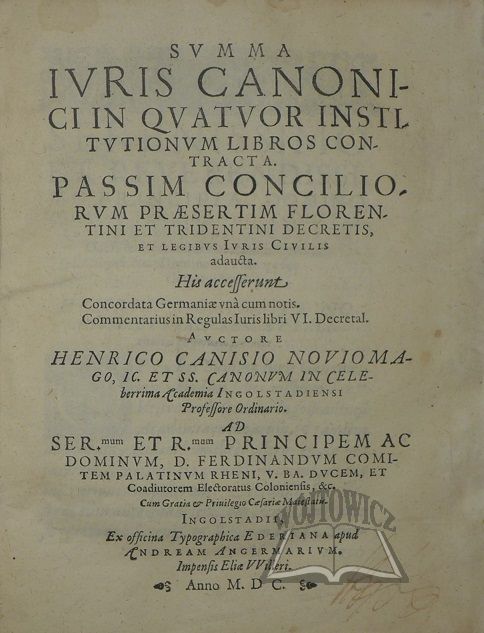 SVMMA
IVRIS CANONI-
CI IN QVATVOR INSTI-
TVTIONVM LIBROS CON-
TRACTA.
PASSIM CONCILIO-
RVM PRÆSERTIM FLOREN-
TINI ET TRIDENTINI DECRETIS,
ET LEGIBVS IVRIS CIVILIS
adaucta.
His accesserunt
Concordata Germaniæ vnà cum notis.
Commentarius in Regulas Iuris libri VI. Decretal.
AVCTORE
HENRICO CANISIO NOVIOMA-
GO, IC. ET SS. CANONVM IN CELE-
berrima Academia INGOLSTADIENSI
Professore Ordinario.
AD
SER.mum ET R.mum PRINCIPEM AC
DOMINVM, D. FERDINANDVM COMI-
TEM PALATINVM RHENI, V. BA. DVCEM, ET
Coadiutorem Electoratus Coloniensis, &c.
Cum Gratia & Priuilegio Cæsariæ Maiestatis.
INGOLSTADII,
Ex officina Typographica EDERIANA apud
ANDREAM ANGERMARIVM.
Impensis Eliæ VVilleri.
Anno M. DC.
WÓJTOWICZ